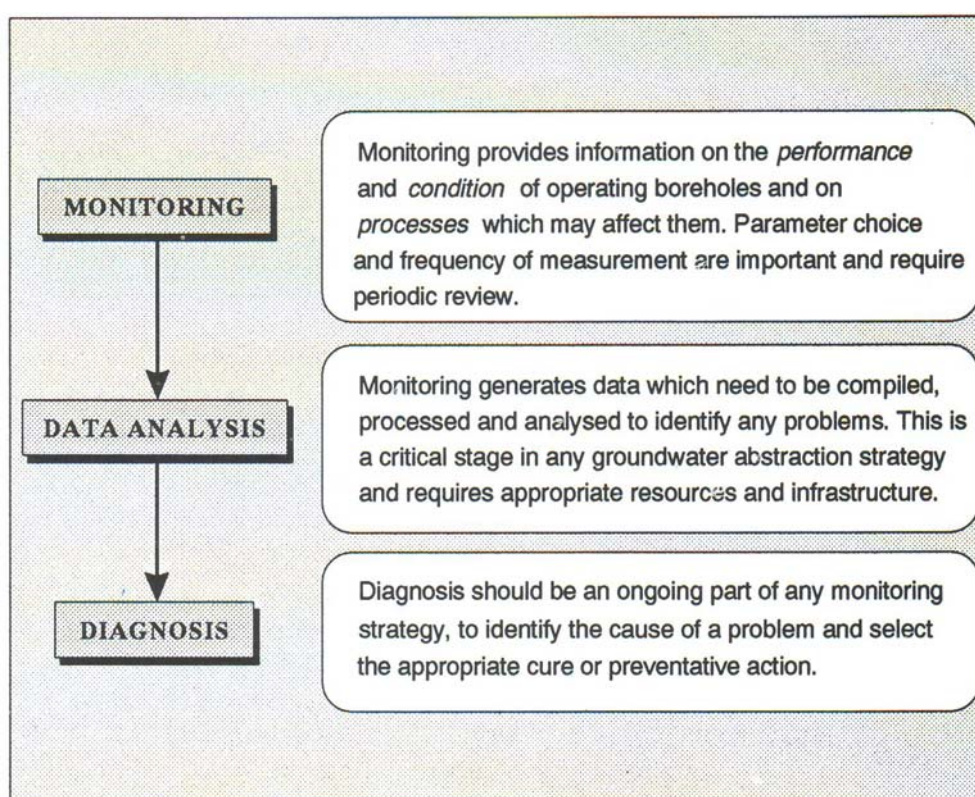 MONITORING
Monitoring provides information on the performance
and condition of operating boreholes and on
processes which may affect them. Parameter choice
and frequency of measurement are important and require
periodic review.
DATA ANALYSIS
Monitoring generates data which need to be compiled,
processed and analysed to identify any problems. This is
a critical stage in any groundwater abstraction strategy
and requires appropriate resources and infrastructure.
DIAGNOSIS
Diagnosis should be an ongoing part of any monitoring
strategy, to identify the cause of a problem and select
the appropriate cure or preventative action.